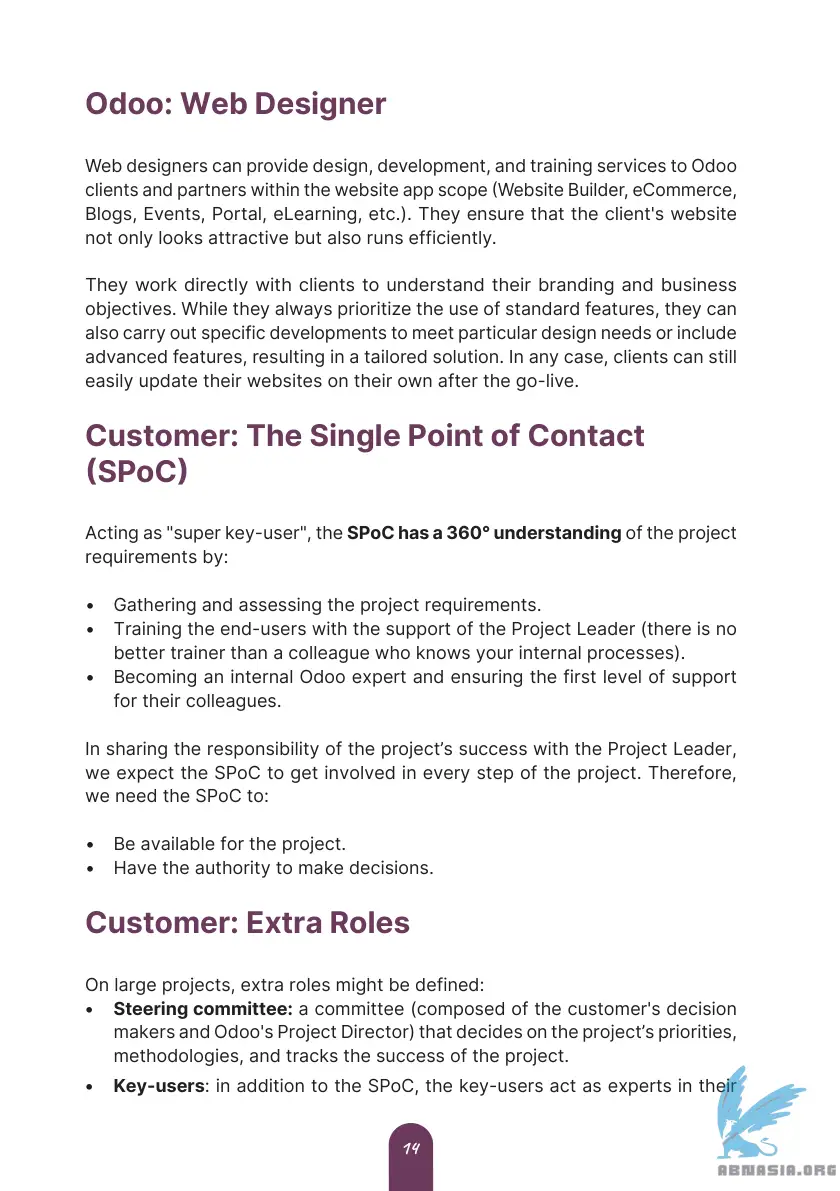 Odoo: Web Designer
Web designers can provide design, development, and training services to Odoo
clients and partners within the website app scope (Website Builder, eCommerce,
Blogs, Events, Portal, eLearning, etc.). They ensure that the client's website
not only looks attractive but also runs efficiently.
They work directly with clients to understand their branding and business
objectives. While they always prioritize the use of standard features, they can
also carry out specific developments to meet particular design needs or include
advanced features, resulting in a tailored solution. In any case, clients can still
easily update their websites on their own after the go-live.
Customer: The Single Point of Contact
(SPoC)
Acting as "super key-user", the SPoC has a 360° understanding of the project
requirements by:
• Gathering and assessing the project requirements.
• Training the end-users with the support of the Project Leader (there is no
better trainer than a colleague who knows your internal processes).
• Becoming an internal Odoo expert and ensuring the first level of support
for their colleagues.
In sharing the responsibility of the project’s success with the Project Leader,
we expect the SPoC to get involved in every step of the project. Therefore,
we need the SPoC to:
• Be available for the project.
• Have the authority to make decisions.
Customer: Extra Roles
On large projects, extra roles might be defined:
• Steering committee: a committee (composed of the customer's decision
makers and Odoo's Project Director) that decides on the project’s priorities,
methodologies, and tracks the success of the project.
• Key-users: in addition to the SPoC, the key-users act as experts in their
14
ABMASIA.ORG